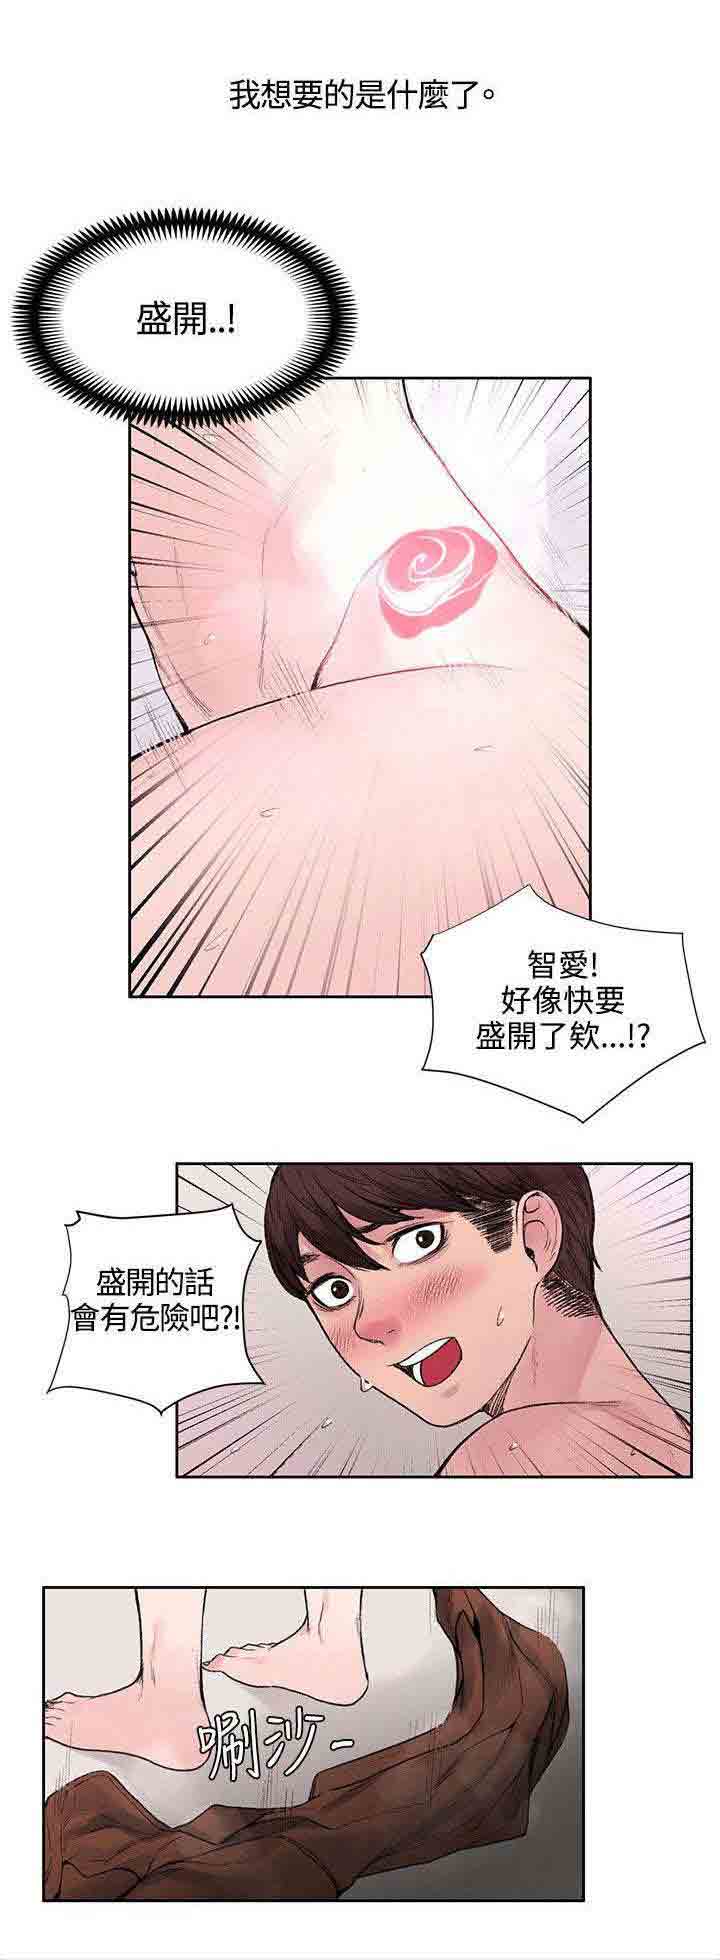 我想要的是什麼了。
盛開..!
智愛!
好像快要
盛開了欸...!?
盛開的話
會有危險吧?!
唰沙-